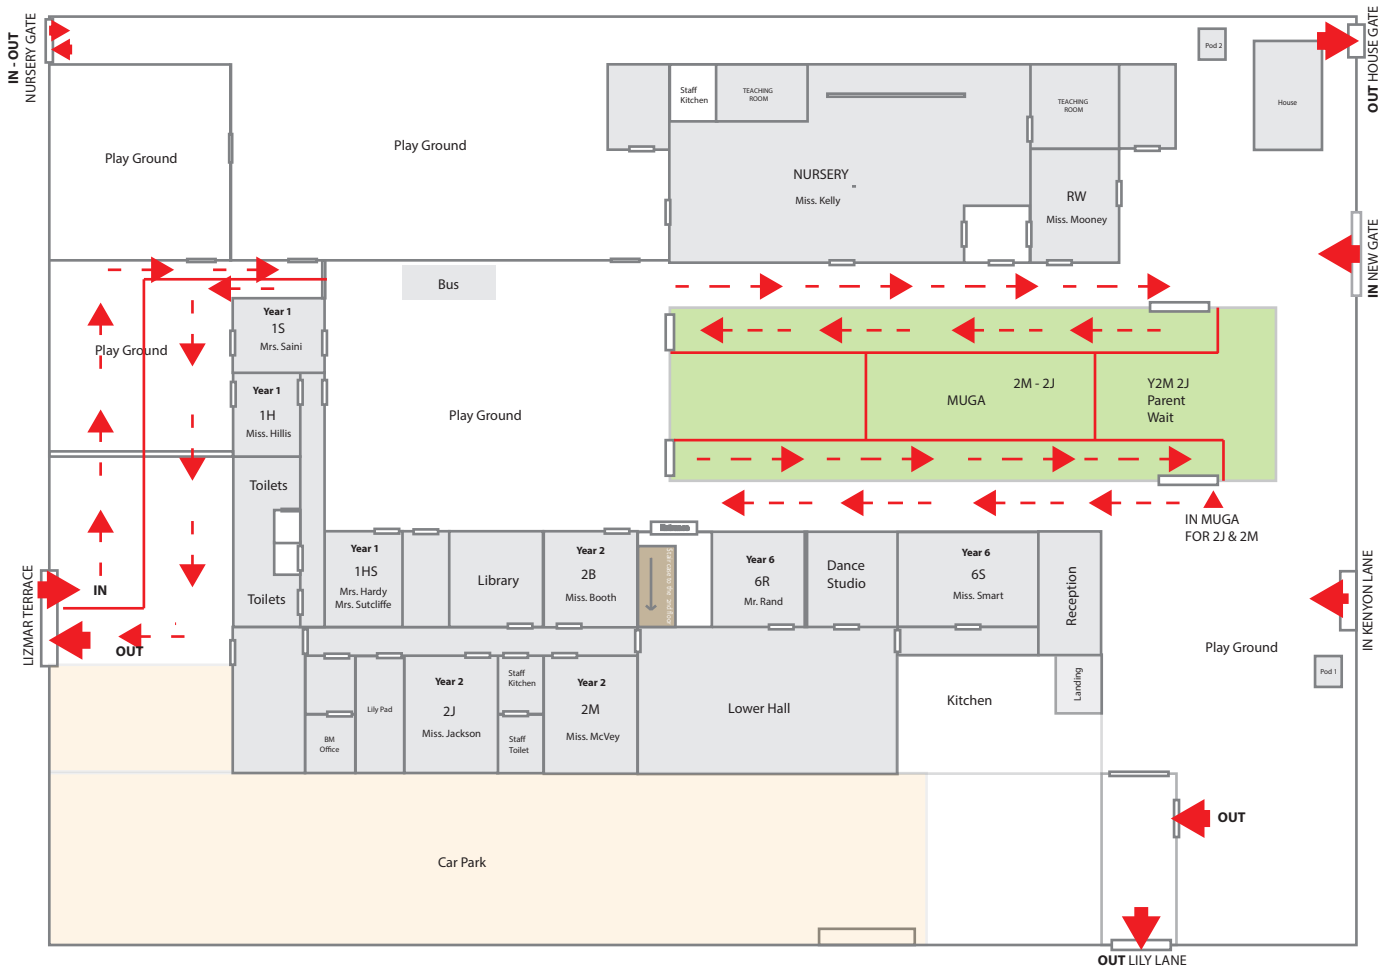 IN - OUT
NURSERY GATE
OUT HOUSE GATE
Pod 2
House
Staff
Kitchen
TEACHING
ROOM
TEACHING
ROOM
Play Ground
Play Ground
NURSERY
Miss. Kelly
RW
Miss. Mooney
IN NEW GATE
Bus
Year 1
1S
Mrs. Saini
Play Ground
Year 1
1H
Miss. Hillis
Play Ground
MUGA
2M - 2J
Y2M 2J
Parent
Wait
Toilets
IN MUGA
FOR 2J & 2M
Entrance
Year 1
1HS
Mrs. Hardy
Mrs. Sutcliffe
Library
Year 2
2B
Miss. Booth
Staircase to the 2nd floor
Year 6
6R
Mr. Rand
Dance
Studio
Year 6
6S
Miss. Smart
Reception
Toilets
IN
LIZMAR TERRACE
OUT
IN KENYON LANE
Play Ground
Pod 1
BM
Office
Lily Pad
Year 2
2J
Miss. Jackson
Staff
Kitchen
Staff
Toilet
Year 2
2M
Miss. McVey
Lower Hall
Kitchen
Landing
OUT
Car Park
OUT LILY LANE